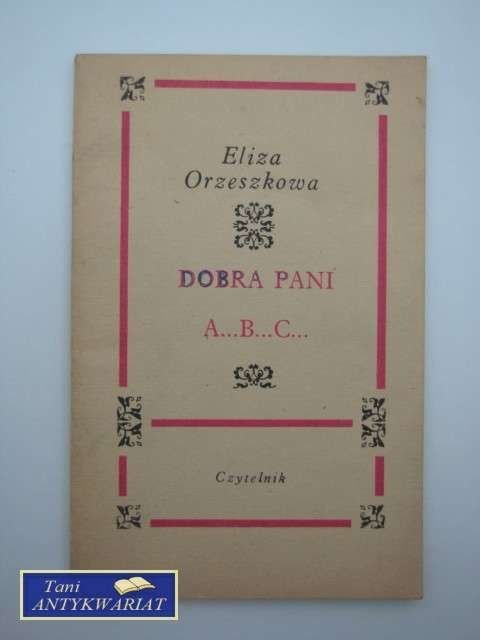 Eliza
Orzeszkowa
DOBRA PANI
A...B...C...
Czytelnik
Tani
ANTYKWARIAT